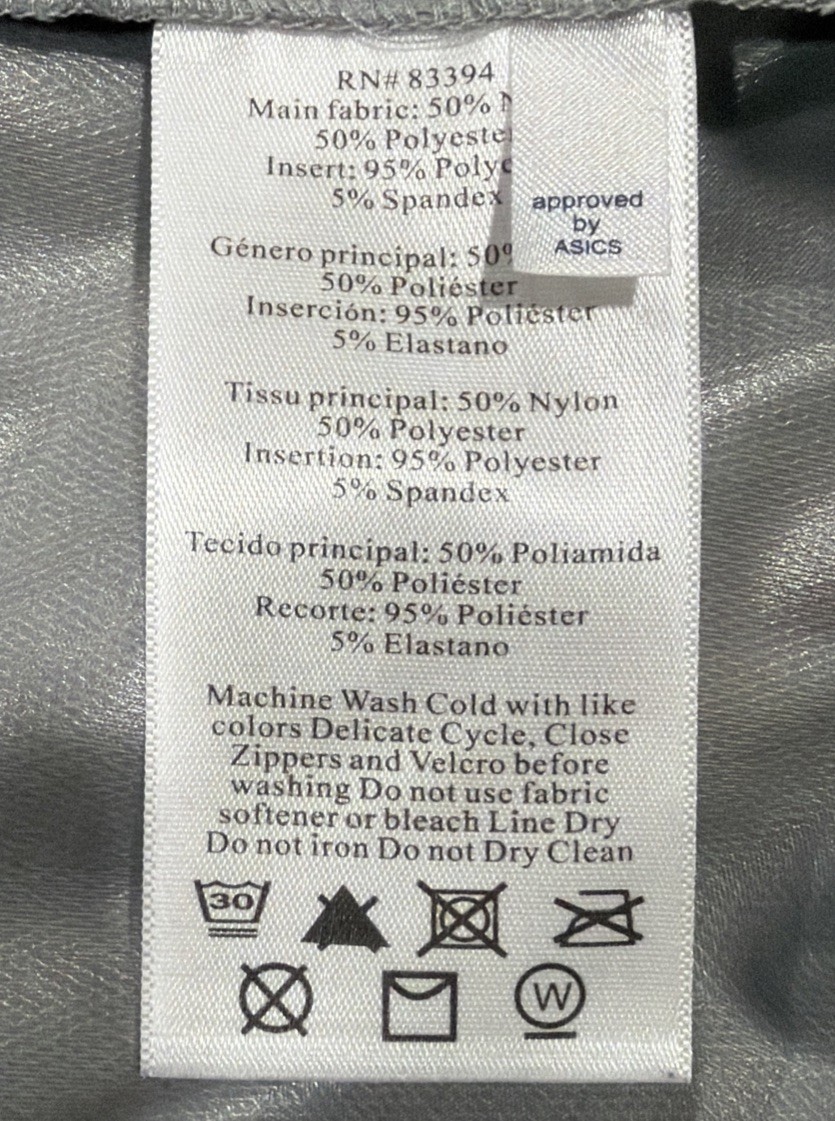 RN# 83394
Main fabric: 50%
50% Polyeste
Insert: 95% Poly
5% Spandex
approved
by
ASICS
Género principal: 50%
50% Poliéster
Inserción: 95% Poliéster
5% Elastano
Tissu principal: 50% Nylon
50% Polyester
Insertion: 95% Polyester
5% Spandex
Tecido principal: 50% Poliamida
50% Poliéster
Recorte: 95% Poliéster
5% Elastano
Machine Wash Cold with like
colors Delicate Cycle, Close
Zippers and Velcro before
washing Do not use fabric
softener or bleach Line Dry
Do not iron Do not Dry Clean
30
W